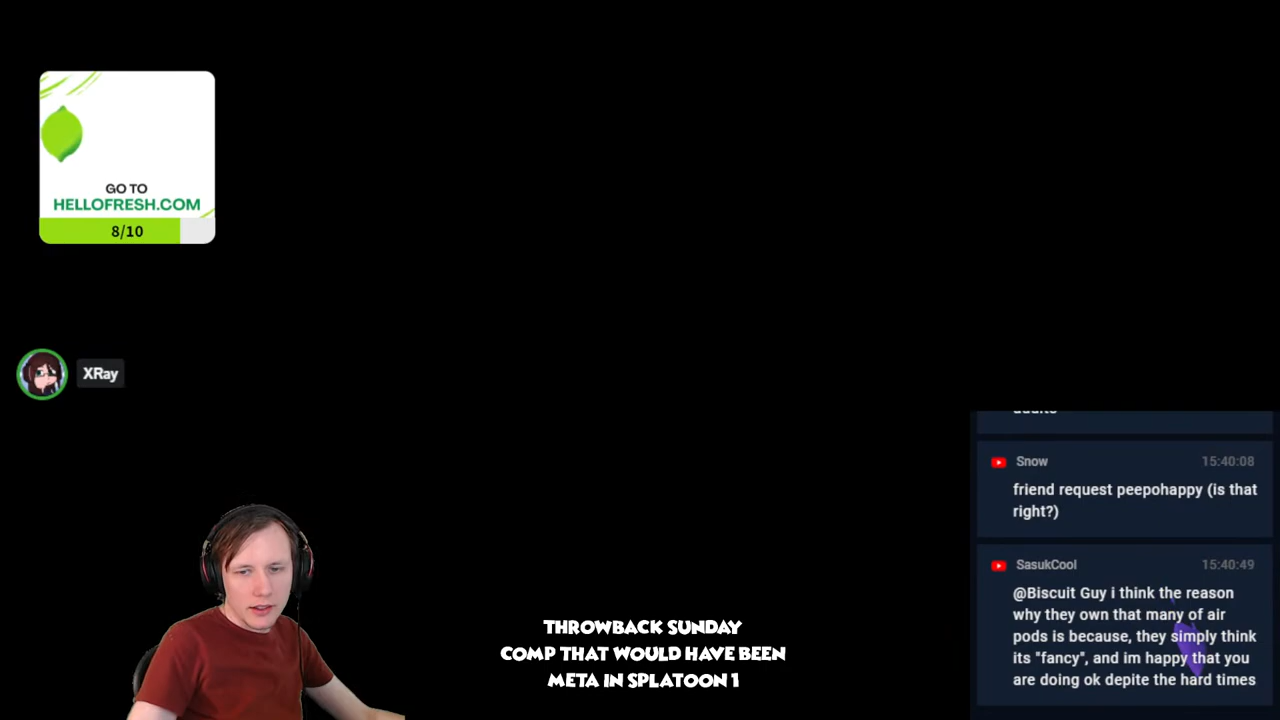 GO TO
HELLOFRESH.COM
8/10
XRay
Snow 15:40:08
friend request peepohappy (is that
right?)
SasukCool 15:40:49
@Biscuit Guy i think the reason
why they own that many of air
pods is because, they simply think
its "fancy", and im happy that you
are doing ok depite the hard times
THROWBACK SUNDAY
COMP THAT WOULD HAVE BEEN
META IN SPLATOON 1